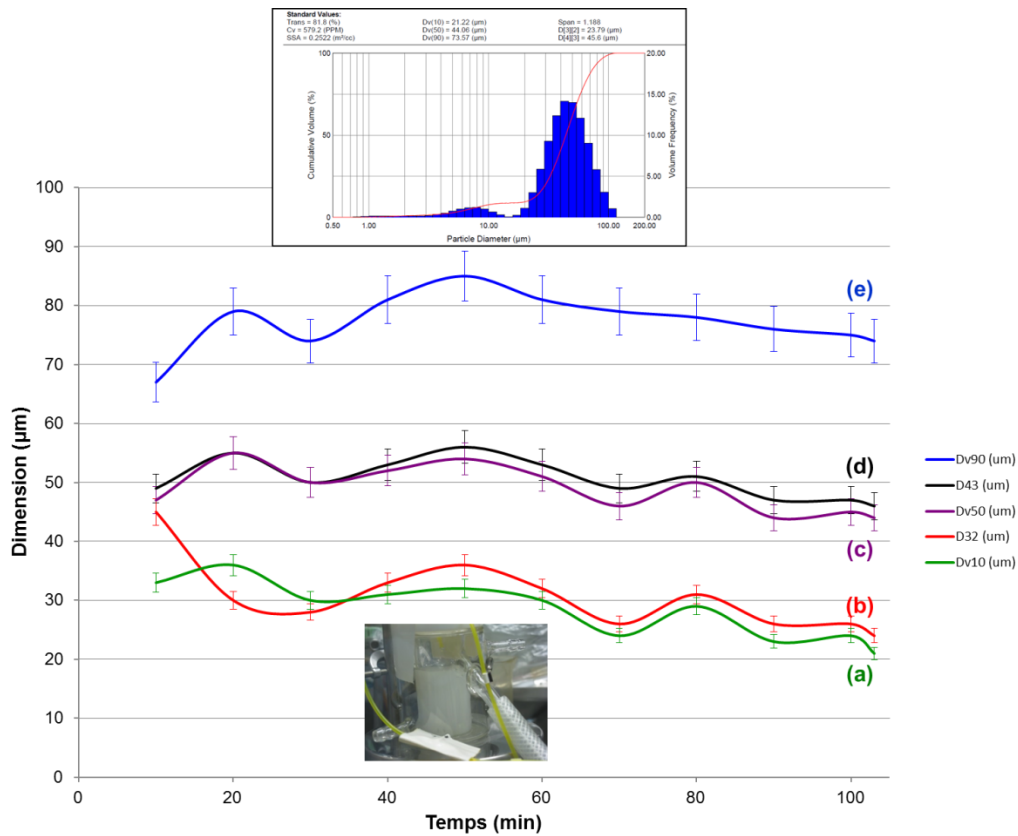 Standard Values:
Trans = 81.8 (%) Dv(10) = 21.22 (µm) Span = 1.188
Cv = 579.2 (PPM) Dv(50) = 44.06 (µm) D[3][2] = 23.79 (µm)
SSA = 0.2522 (m²/cc) Dv(90) = 73.57 (µm) D[4][3] = 45.6 (µm)
100 20.00
15.00
50 10.00
5.00
0 0.00
Cumulative Volume (%)
Volume Frequency (%)
0.50 1.00 10.00 100.00 200.00
Particle Diameter (µm)
100
90
80
70
60
50
40
30
20
10
0
Dimension (µm)
(e)
(d)
(c)
(b)
(a)
Dv90 (um)
D43 (um)
Dv50 (um)
D32 (um)
Dv10 (um)
0 20 40 60 80 100
Temps (min)